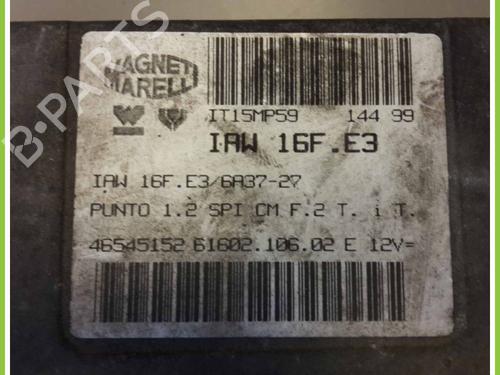 MAGNETI
MARELLI
IT15MP59 144 99
IAW 16F.E3
IAW 16F.E3/6A37-27
PUNTO 1.2 SPI CM F.2 T. i T.
46545152 61602.106.02 E 12V=
B-PARTS